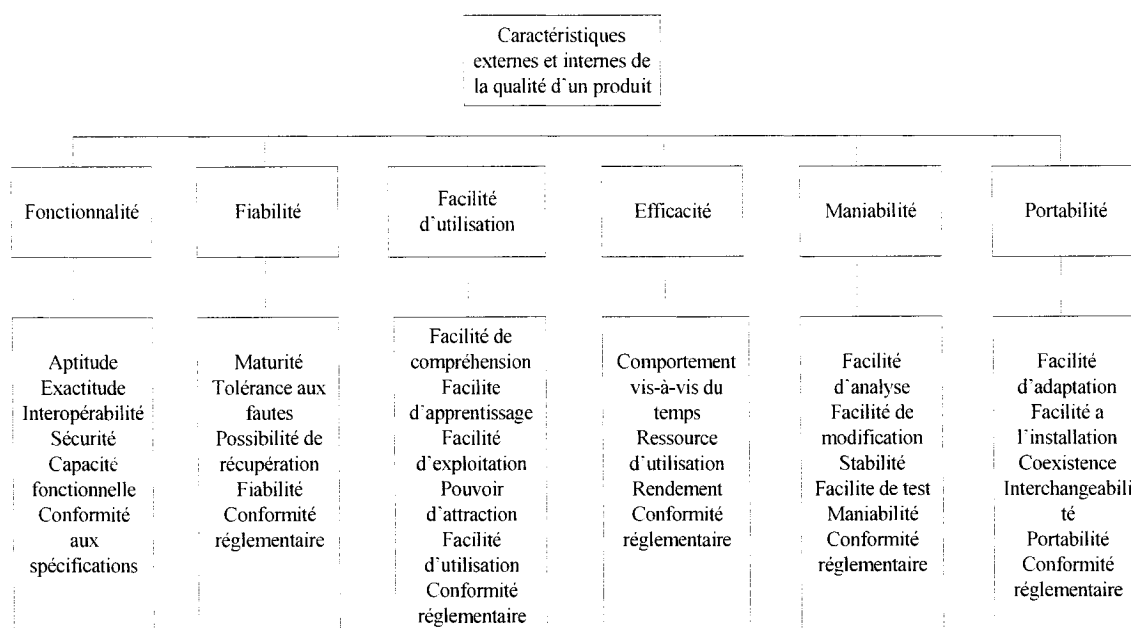 Caractéristiques
externes et internes de
la qualité d`un produit
Fonctionnalité
Fiabilité
Facilité
d`utilisation
Efficacité
Maniabilité
Portabilité
Aptitude
Exactitude
Interopérabilité
Sécurité
Capacité
fonctionnelle
Conformité
aux
spécifications
Maturité
Tolérance aux
fautes
Possibilité de
récupération
Fiabilité
Conformité
réglementaire
Facilité de
compréhension
Facilite
d`apprentissage
Facilité
d`exploitation
Pouvoir
d`attraction
Facilité
d`utilisation
Conformité
réglementaire
Comportement
vis-à-vis du
temps
Ressource
d`utilisation
Rendement
Conformité
réglementaire
Facilité
d`analyse
Facilité de
modification
Stabilité
Facilite de test
Maniabilité
Conformité
réglementaire
Facilité
d`adaptation
Facilité a
l`installation
Coexistence
Interchangeabili
té
Portabilité
Conformité
réglementaire